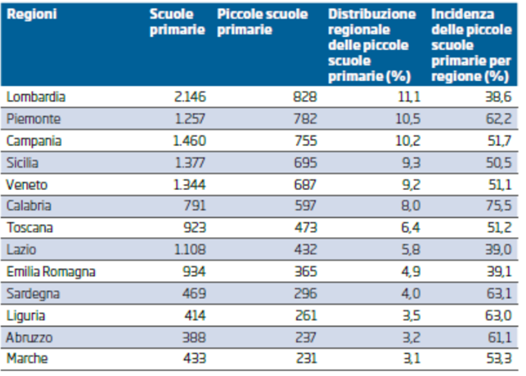 Regioni Scuole primarie Piccole scuole primarie Distribuzione regionale delle piccole scuole primarie (%) Incidenza delle piccole scuole primarie per regione (%)
Lombardia 2.146 828 11,1 38,6
Piemonte 1.257 782 10,5 62,2
Campania 1.460 755 10,2 51,7
Sicilia 1.377 695 9,3 50,5
Veneto 1.344 687 9,2 51,1
Calabria 791 597 8,0 75,5
Toscana 923 473 6,4 51,2
Lazio 1.108 432 5,8 39,0
Emilia Romagna 934 365 4,9 39,1
Sardegna 469 296 4,0 63,1
Liguria 414 261 3,5 63,0
Abruzzo 388 237 3,2 61,1
Marche 433 231 3,1 53,3